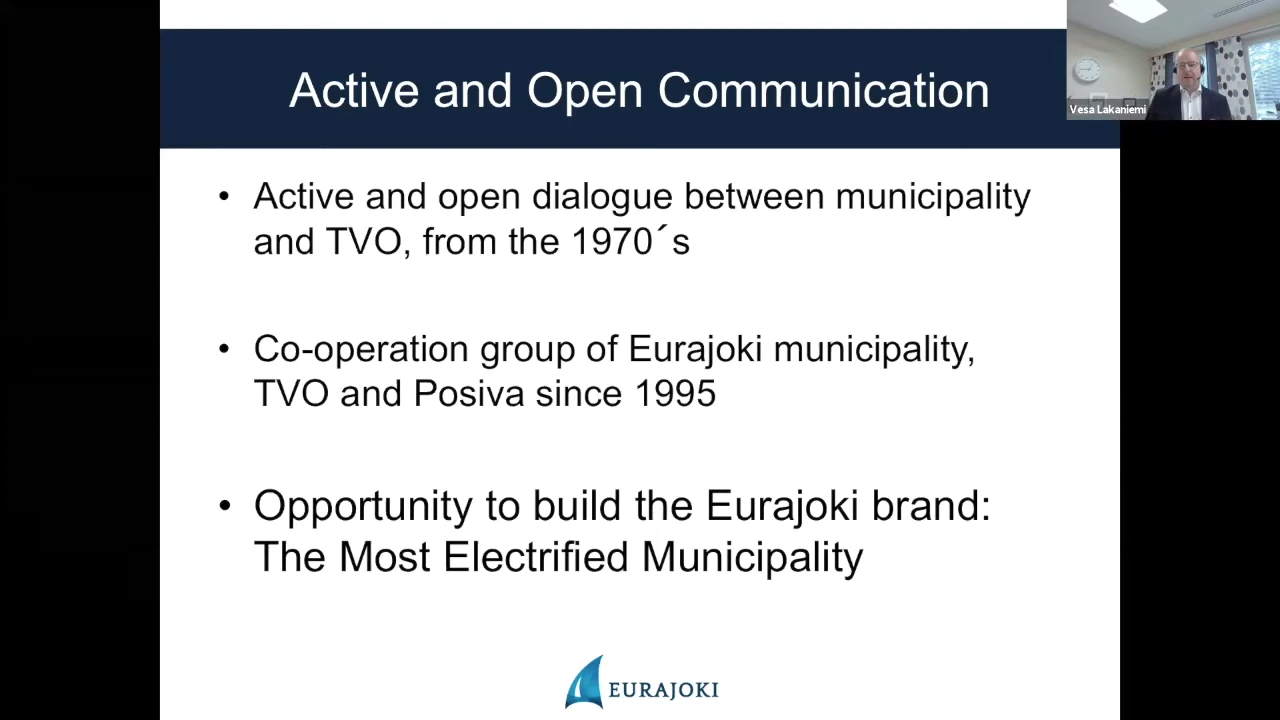 Active and Open Communication
Vesa Lakaniemi
• Active and open dialogue between municipality
and TVO, from the 1970´s
• Co-operation group of Eurajoki municipality,
TVO and Posiva since 1995
• Opportunity to build the Eurajoki brand:
The Most Electrified Municipality
EURAJOKI